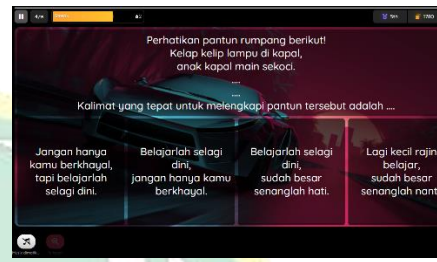 Perhatikan pantun rumpang berikut!
Kelap kelip lampu di kapal,
anak kapal main sekoci.
....
....
Kalimat yang tepat untuk melengkapi pantun tersebut adalah ....
Jangan hanya
kamu berkhayal,
tapi belajarlah
selagi dini.
Belajarlah selagi
dini,
jangan hanya kamu
berkhayal.
Belajarlah selagi
dini,
sudah besar
senanglah hati.
Lagi kecil rajin
belajar,
sudah besar
senanglah nant